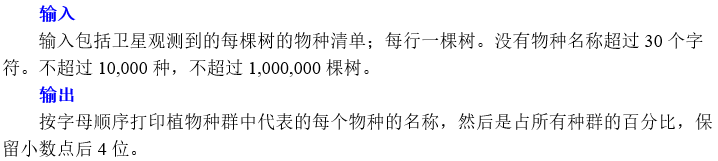 输入
输入包括卫星观测到的每棵树的物种清单；每行一棵树。没有物种名称超过 30 个字
符。不超过 10,000 种，不超过 1,000,000 棵树。
输出
按字母顺序打印植物种群中代表的每个物种的名称，然后是占所有种群的百分比，保
留小数点后 4 位。